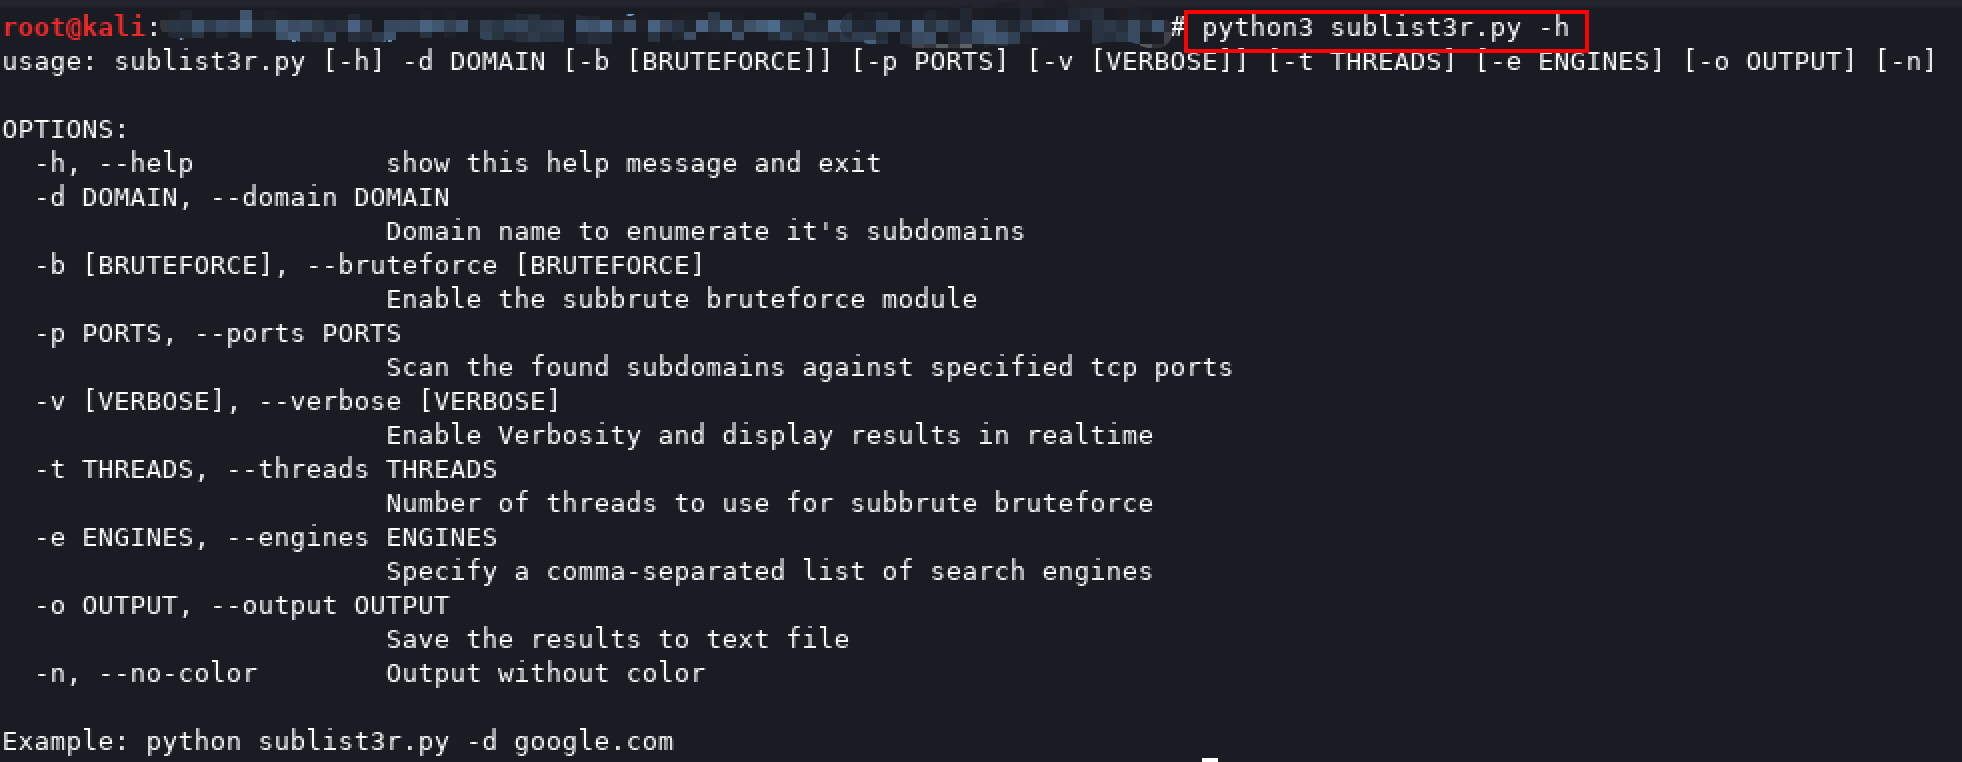 root@kali: # python3 sublist3r.py -h
usage: sublist3r.py [-h] -d DOMAIN [-b [BRUTEFORCE]] [-p PORTS] [-v [VERBOSE]] [-t THREADS] [-e ENGINES] [-o OUTPUT] [-n]
OPTIONS:
-h, --help show this help message and exit
-d DOMAIN, --domain DOMAIN
Domain name to enumerate it's subdomains
-b [BRUTEFORCE], --bruteforce [BRUTEFORCE]
Enable the subbrute bruteforce module
-p PORTS, --ports PORTS
Scan the found subdomains against specified tcp ports
-v [VERBOSE], --verbose [VERBOSE]
Enable Verbosity and display results in realtime
-t THREADS, --threads THREADS
Number of threads to use for subbrute bruteforce
-e ENGINES, --engines ENGINES
Specify a comma-separated list of search engines
-o OUTPUT, --output OUTPUT
Save the results to text file
-n, --no-color Output without color
Example: python sublist3r.py -d google.com